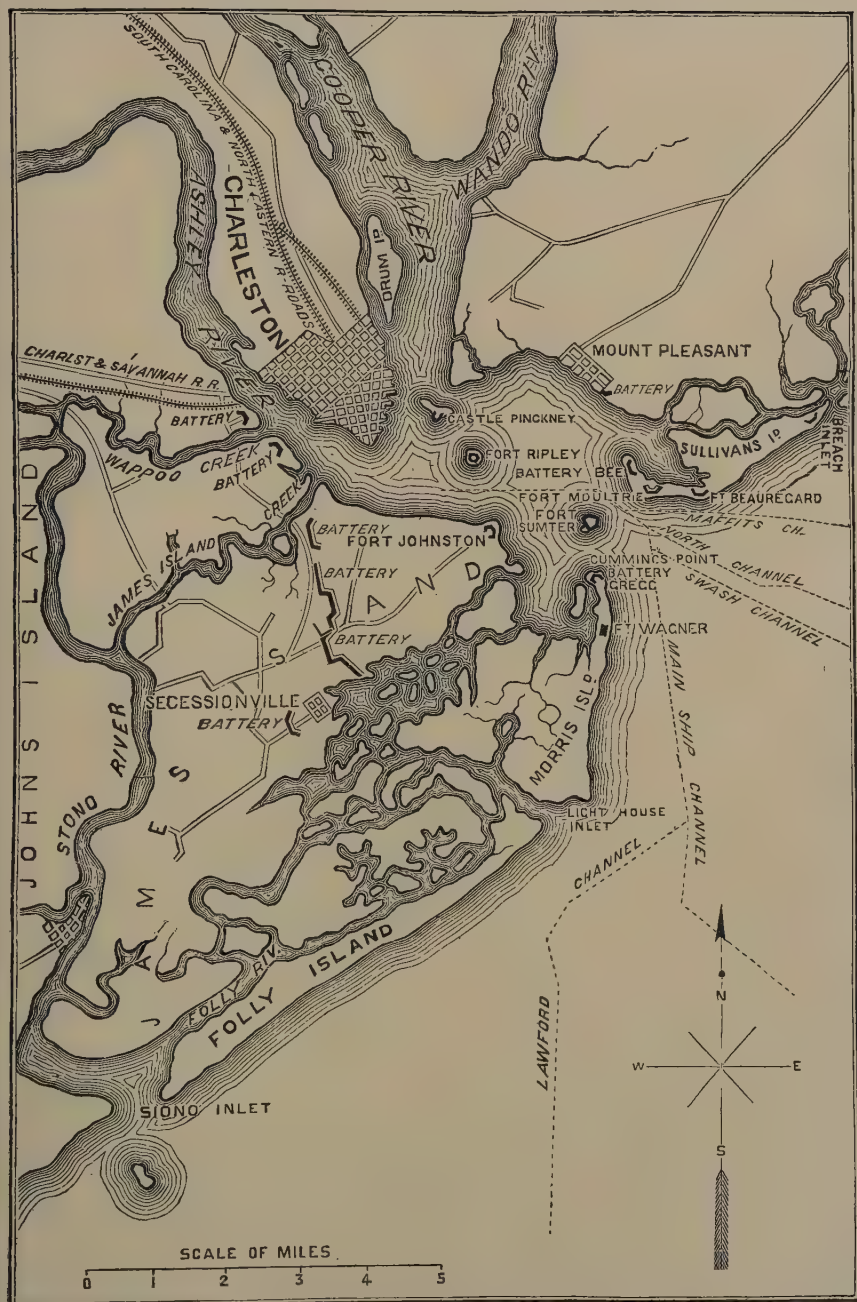 SOUTH CAROLINA & NORTH EASTERN R-ROADS
COOPER RIVER
WANDO RIV.
ASHLEY RIVER
CHARLESTON
DRUM Iᴰ
CHARLSᵀ & SAVANNAH R.R.
MOUNT PLEASANT
BATTERY
BATTERY
CASTLE PINCKNEY
SULLIVANS Iᴰ
BREACH INLET
WAPPOO CREEK
BATTERY
FORT RIPLEY
BATTERY BEE
FORT MOULTRIE
FT BEAUREGARD
FORT SUMTER
MAFFITS CH.
JAMES ISLAND CREEK
BATTERY
FORT JOHNSTON
NORTH CHANNEL
SWASH CHANNEL
CUMMINGS POINT
BATTERY GREGG
BATTERY
BATTERY
FT WAGNER
MAIN SHIP CHANNEL
JOHNS ISLAND
SECESSIONVILLE
BATTERY
MORRIS ISLᴰ
STONO RIVER
JAMES ISLAND
LIGHT HOUSE INLET
LAWFORD CHANNEL
FOLLY RIV.
FOLLY ISLAND
N
W
E
S
SIONO INLET
SCALE OF MILES.
0 1 2 3 4 5